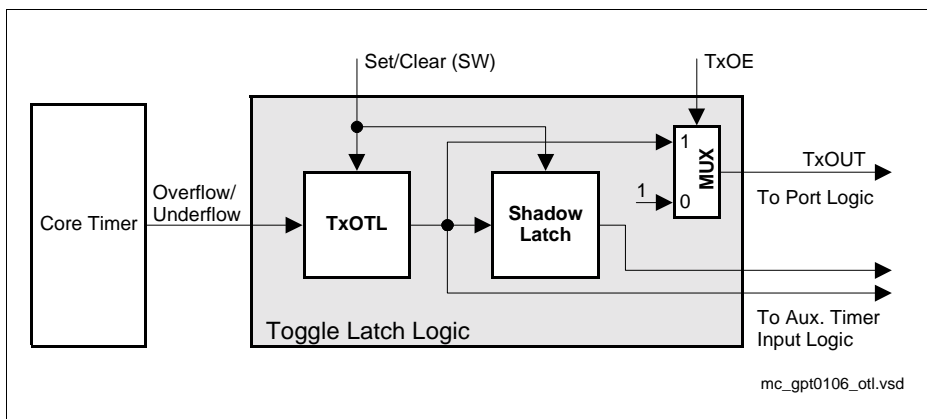 Set/Clear (SW)
TxOE
Core Timer
Overflow/
Underflow
TxOTL
Shadow
Latch
1
1
0
MUX
TxOUT
To Port Logic
To Aux. Timer
Input Logic
Toggle Latch Logic
mc_gpt0106_otl.vsd